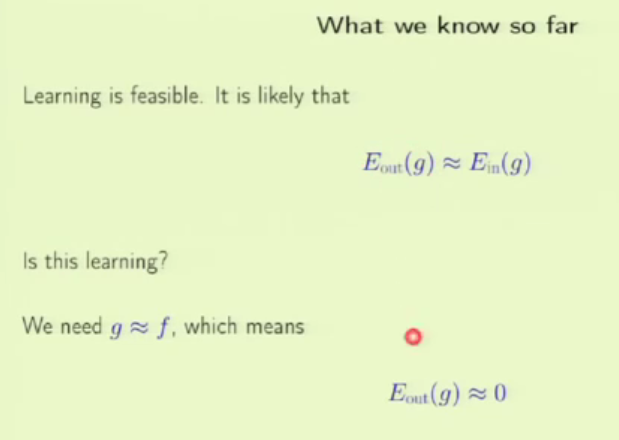 What we know so far
Learning is feasible. It is likely that
E_out(g) ≈ E_in(g)
Is this learning?
We need g ≈ f, which means
E_out(g) ≈ 0